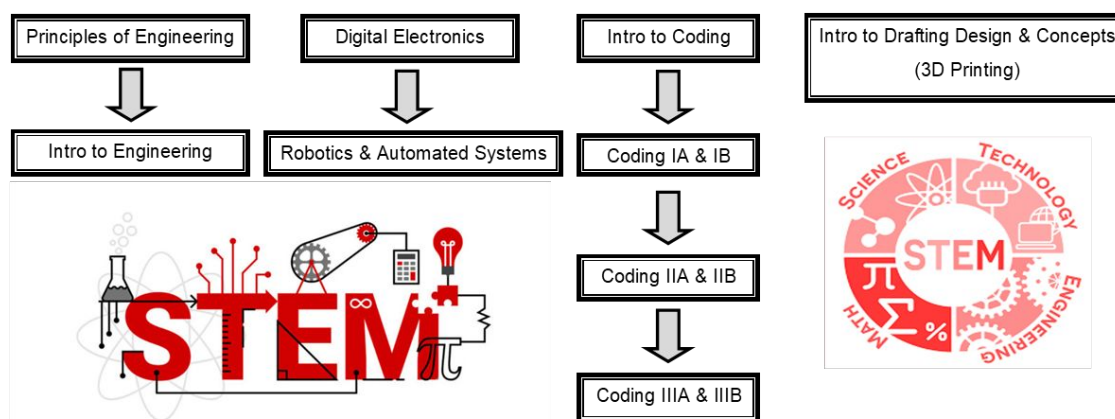 Principles of Engineering
Digital Electronics
Intro to Coding
Intro to Drafting Design & Concepts
(3D Printing)
Intro to Engineering
Robotics & Automated Systems
Coding IA & IB
Coding IIA & IIB
Coding IIIA & IIIB
STEM
∞
π
SCIENCE
TECHNOLOGY
STEM
ENGINEERING
MATH
π
Σ
%